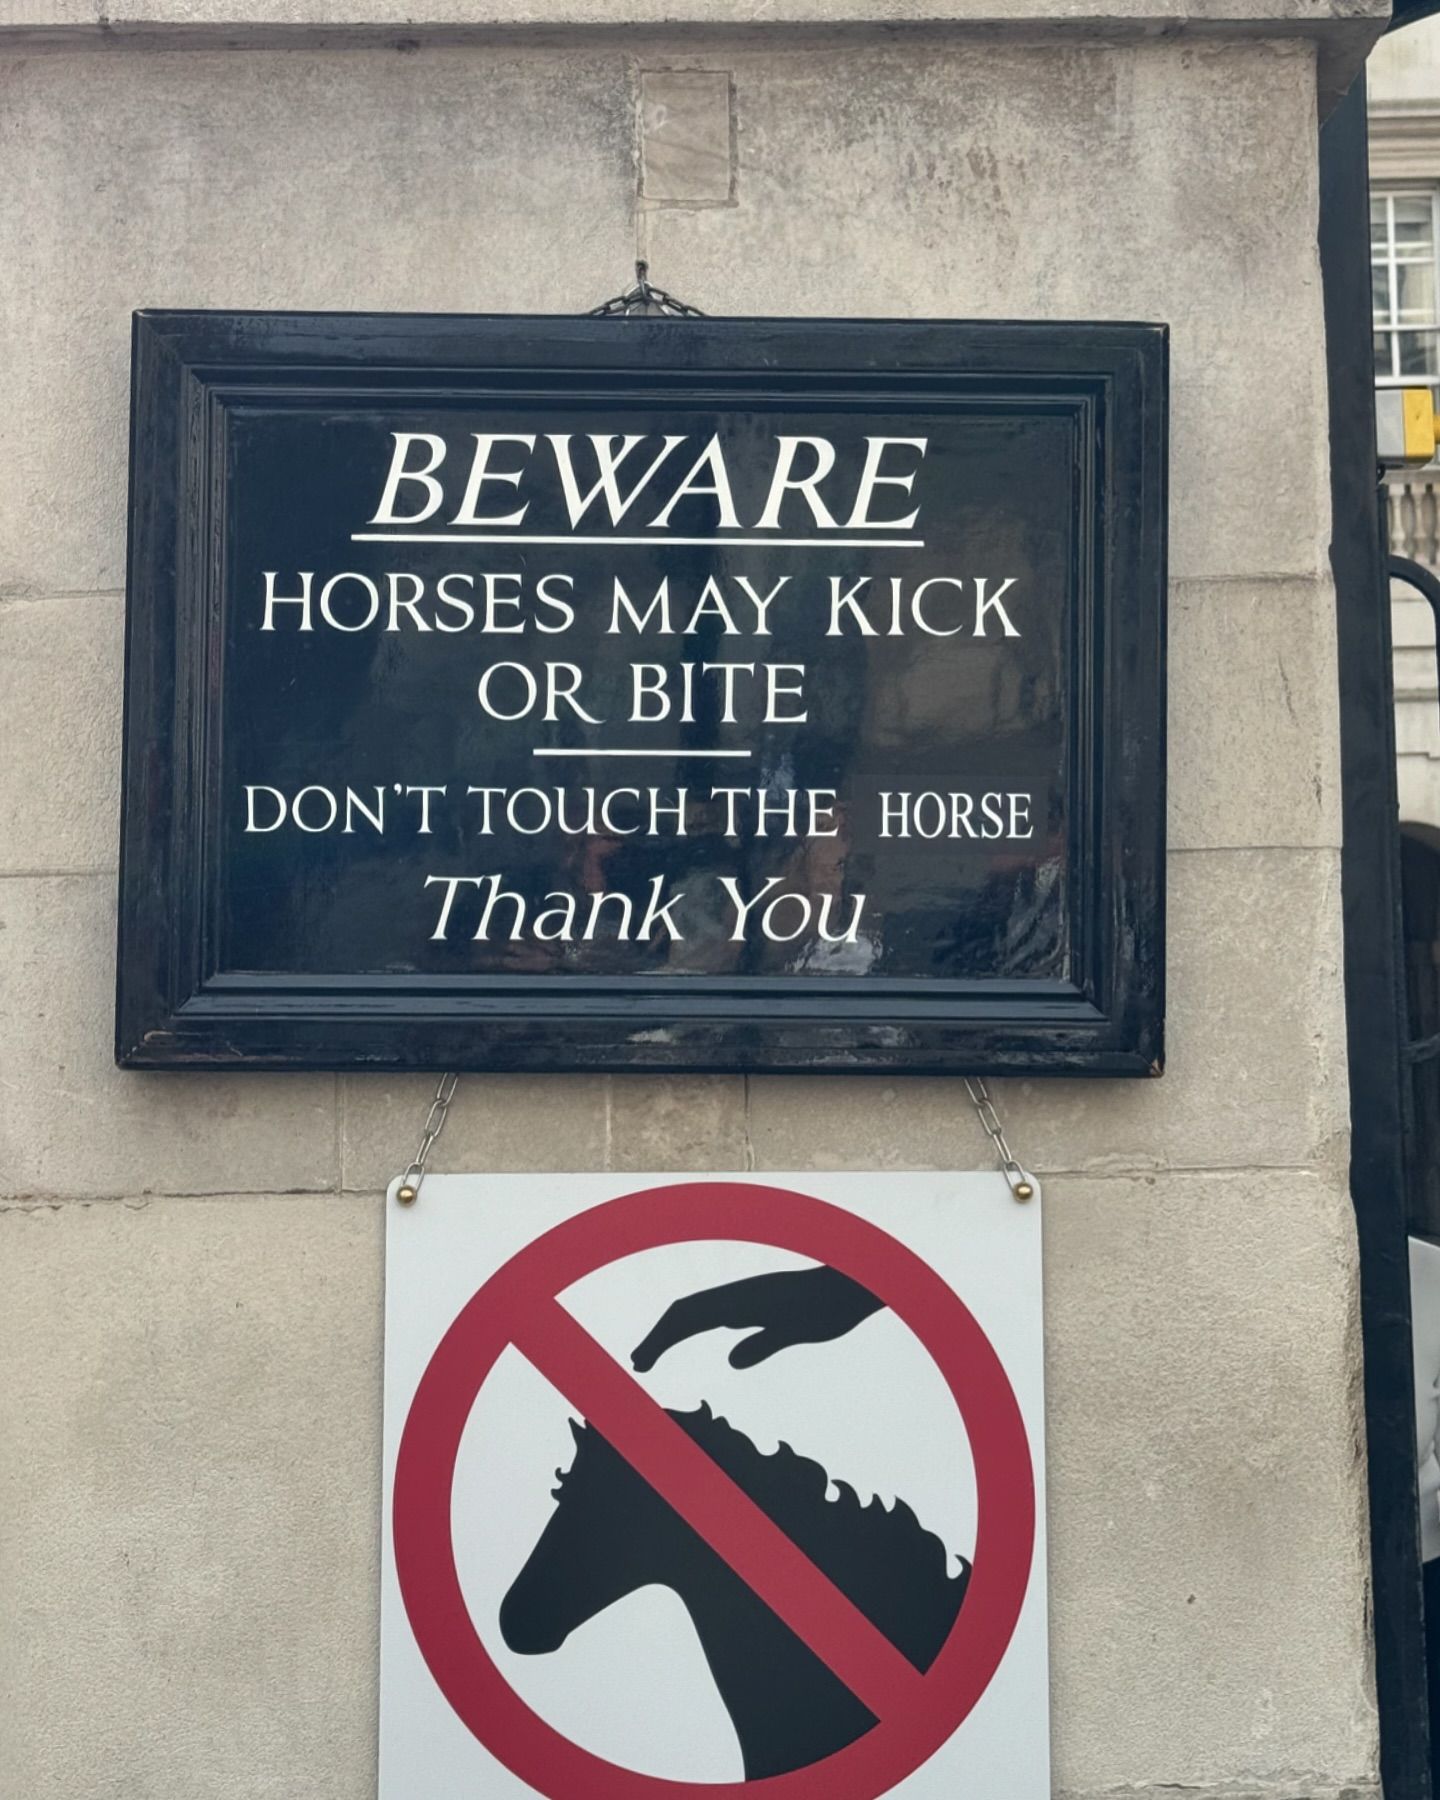 BEWARE
HORSES MAY KICK
OR BITE
DON'T TOUCH THE HORSE
Thank You